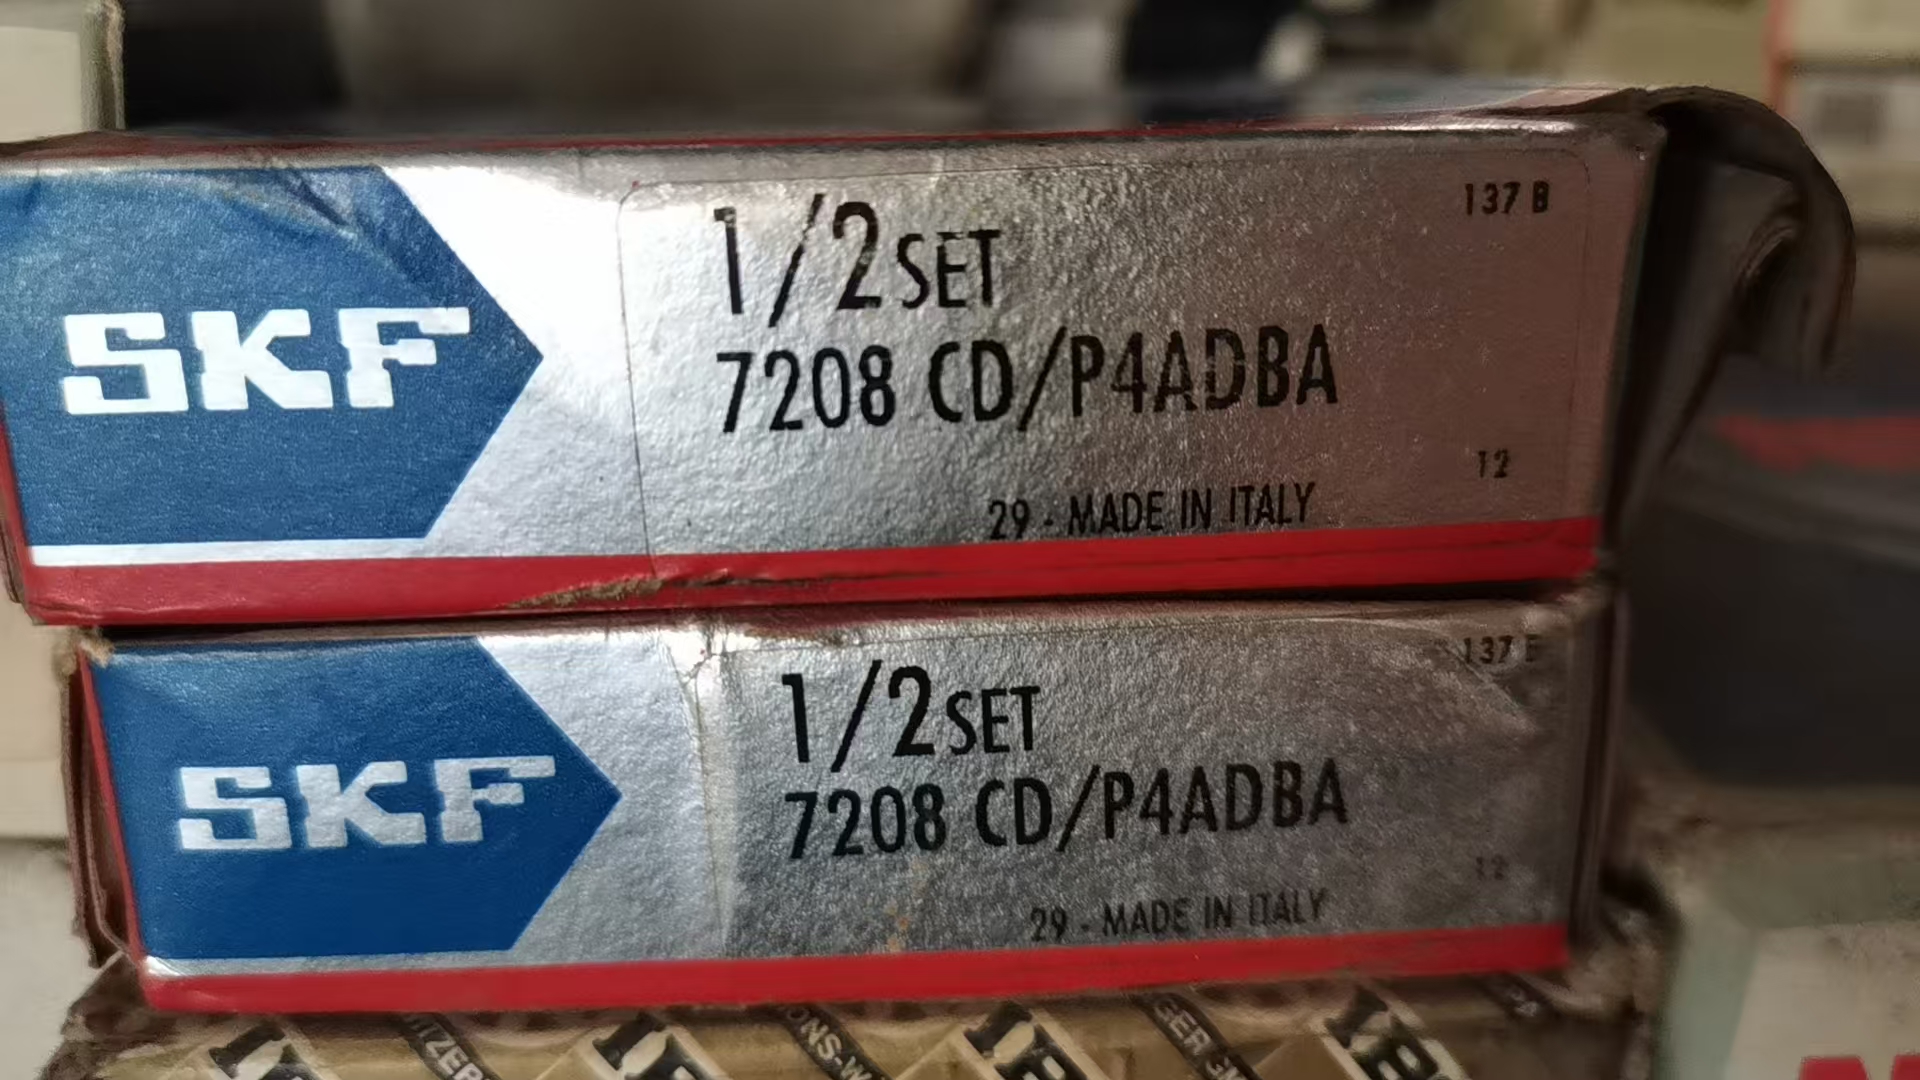 SKF
1/2 SET
137 B
7208 CD/P4ADBA
12
29 - MADE IN ITALY
SKF
1/2 SET
137
7208 CD/P4ADBA
12
29 - MADE IN ITALY